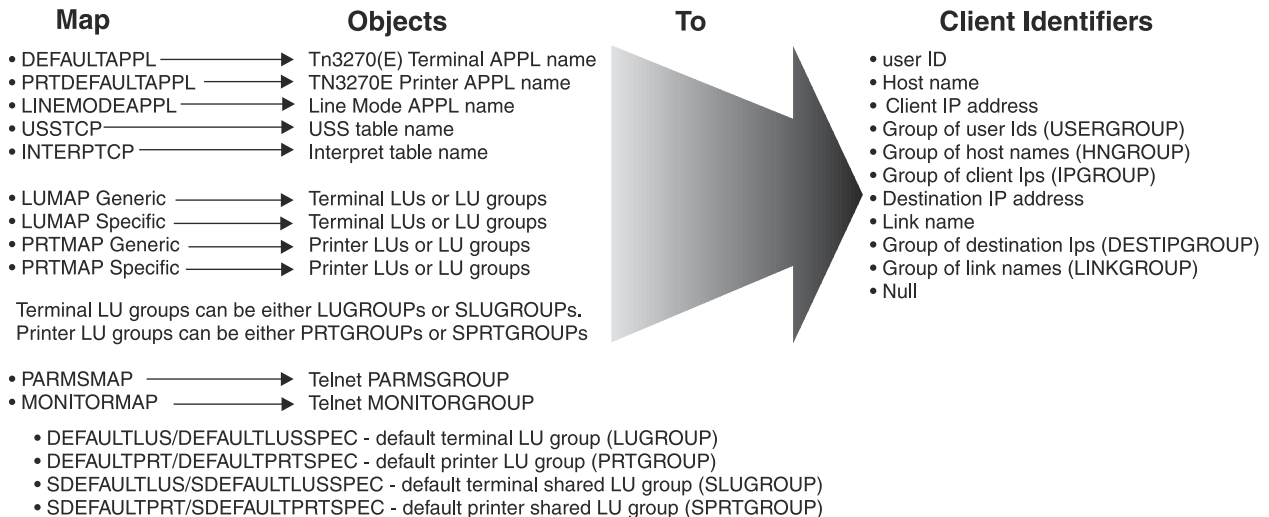 Map Objects To Client Identifiers
• DEFAULTAPPL Tn3270(E) Terminal APPL name
• PRTDEFAULTAPPL TN3270E Printer APPL name
• LINEMODEAPPL Line Mode APPL name
• USSTCP USS table name
• INTERPTCP Interpret table name
• LUMAP Generic Terminal LUs or LU groups
• LUMAP Specific Terminal LUs or LU groups
• PRTMAP Generic Printer LUs or LU groups
• PRTMAP Specific Printer LUs or LU groups
Terminal LU groups can be either LUGROUPs or SLUGROUPs.
Printer LU groups can be either PRTGROUPs or SPRTGROUPs
• PARMSMAP Telnet PARMSGROUP
• MONITORMAP Telnet MONITORGROUP
• DEFAULTLUS/DEFAULTLUSSPEC - default terminal LU group (LUGROUP)
• DEFAULTPRT/DEFAULTPRTSPEC - default printer LU group (PRTGROUP)
• SDEFAULTLUS/SDEFAULTLUSSPEC - default terminal shared LU group (SLUGROUP)
• SDEFAULTPRT/SDEFAULTPRTSPEC - default printer shared LU group (SPRTGROUP)
• user ID
• Host name
• Client IP address
• Group of user Ids (USERGROUP)
• Group of host names (HNGROUP)
• Group of client Ips (IPGROUP)
• Destination IP address
• Link name
• Group of destination Ips (DESTIPGROUP)
• Group of link names (LINKGROUP)
• Null